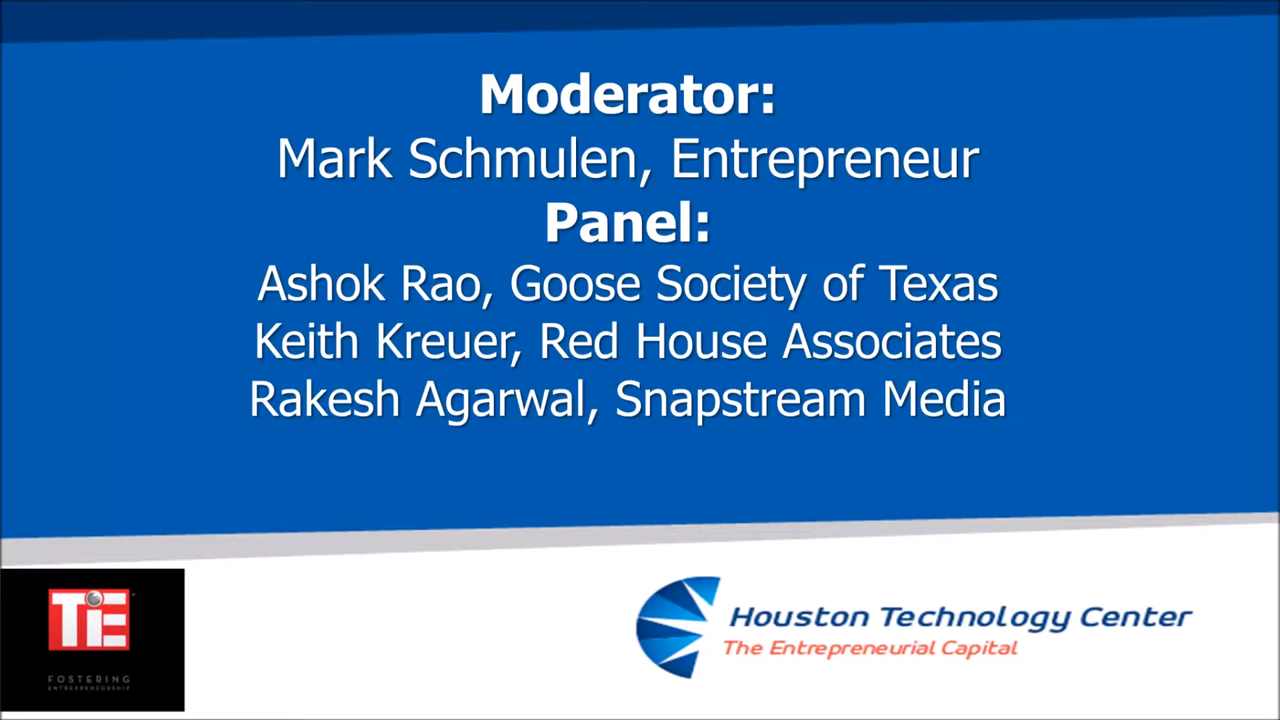 Moderator:
Mark Schmulen, Entrepreneur
Panel:
Ashok Rao, Goose Society of Texas
Keith Kreuer, Red House Associates
Rakesh Agarwal, Snapstream Media
TiE
FOSTERING
ENTREPRENEURSHIP
Houston Technology Center
The Entrepreneurial Capital